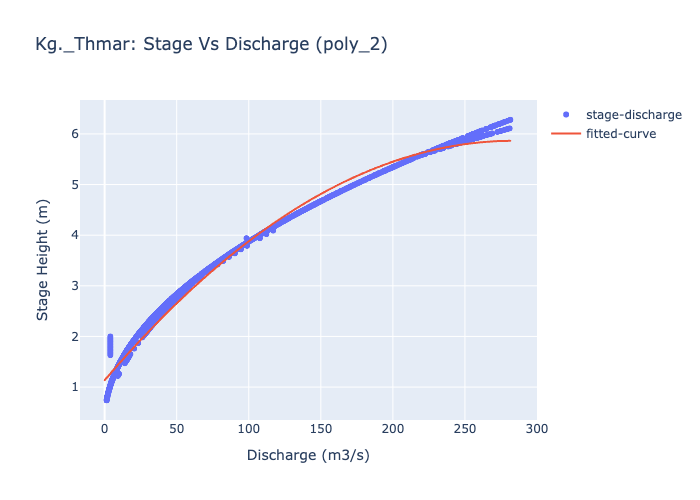 Kg._Thmar: Stage Vs Discharge (poly_2)
stage-discharge
fitted-curve
6
5
4
3
2
1
Stage Height (m)
0
50
100
150
200
250
300
Discharge (m3/s)